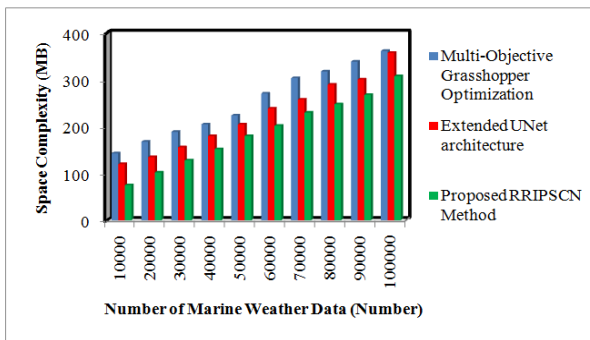 400
300
200
100
0
Space Complexity (MB)
10000
20000
30000
40000
50000
60000
70000
80000
90000
100000
Number of Marine Weather Data (Number)
Multi-Objective
Grasshopper
Optimization
Extended UNet
architecture
Proposed RRIPSCN
Method